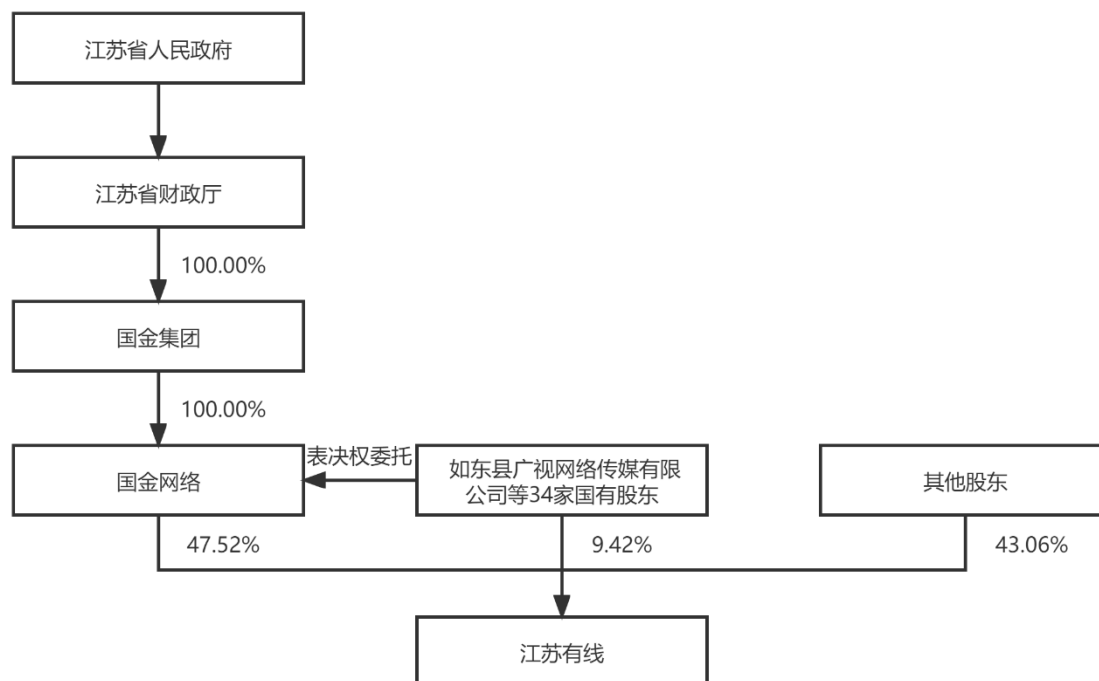 江苏省人民政府
江苏省财政厅
100.00%
国金集团
100.00%
国金网络
表决权委托
如东县广视网络传媒有限
公司等34家国有股东
其他股东
47.52%
9.42%
43.06%
江苏有线